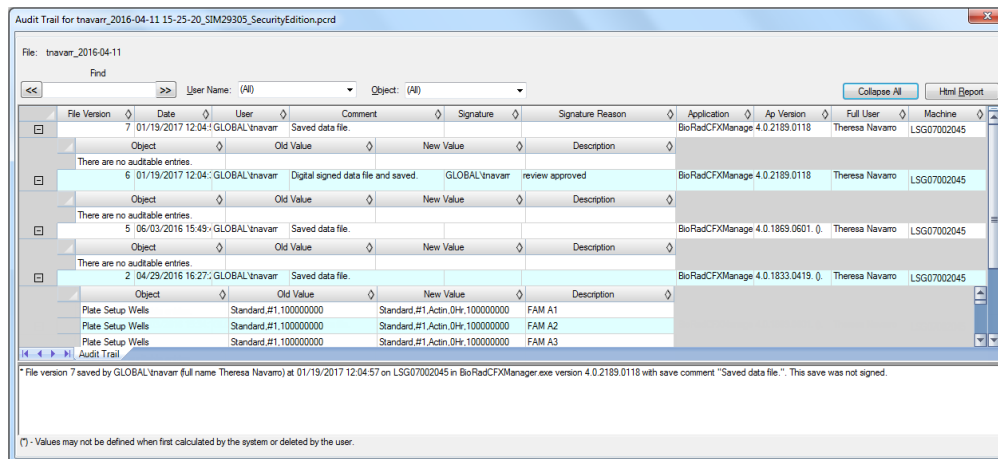 Audit Trail for tnavarr_2016-04-11 15-25-20_SIM29305_SecurityEdition.pcrd
File: tnavarr_2016-04-11
Find
<< >> User Name: (All) Object: (All) Collapse All Html Report
File Version Date User Comment Signature Signature Reason Application Ap Version Full User Machine
7 01/19/2017 12:04: GLOBAL\tnavarr Saved data file. BioRadCFXManage 4.0.2189.0118 Theresa Navarro LSG07002045
Object Old Value New Value Description
There are no auditable entries.
6 01/19/2017 12:04: GLOBAL\tnavarr Digital signed data file and saved. GLOBAL\tnavarr review approved BioRadCFXManage 4.0.2189.0118 Theresa Navarro LSG07002045
Object Old Value New Value Description
There are no auditable entries.
5 06/03/2016 15:49: GLOBAL\tnavarr Saved data file. BioRadCFXManage 4.0.1869.0601. (). Theresa Navarro LSG07002045
Object Old Value New Value Description
There are no auditable entries.
2 04/29/2016 16:27: GLOBAL\tnavarr Saved data file. BioRadCFXManage 4.0.1833.0419. (). Theresa Navarro LSG07002045
Object Old Value New Value Description
Plate Setup Wells Standard,#1,100000000 Standard,#1,Actin,0Hr,100000000 FAM A1
Plate Setup Wells Standard,#1,100000000 Standard,#1,Actin,0Hr,100000000 FAM A2
Plate Setup Wells Standard,#1,100000000 Standard,#1,Actin,0Hr,100000000 FAM A3
Audit Trail
* File version 7 saved by GLOBAL\tnavarr (full name Theresa Navarro) at 01/19/2017 12:04:57 on LSG07002045 in BioRadCFXManager.exe version 4.0.2189.0118 with save comment "Saved data file.". This save was not signed.
(*) - Values may not be defined when first calculated by the system or deleted by the user.